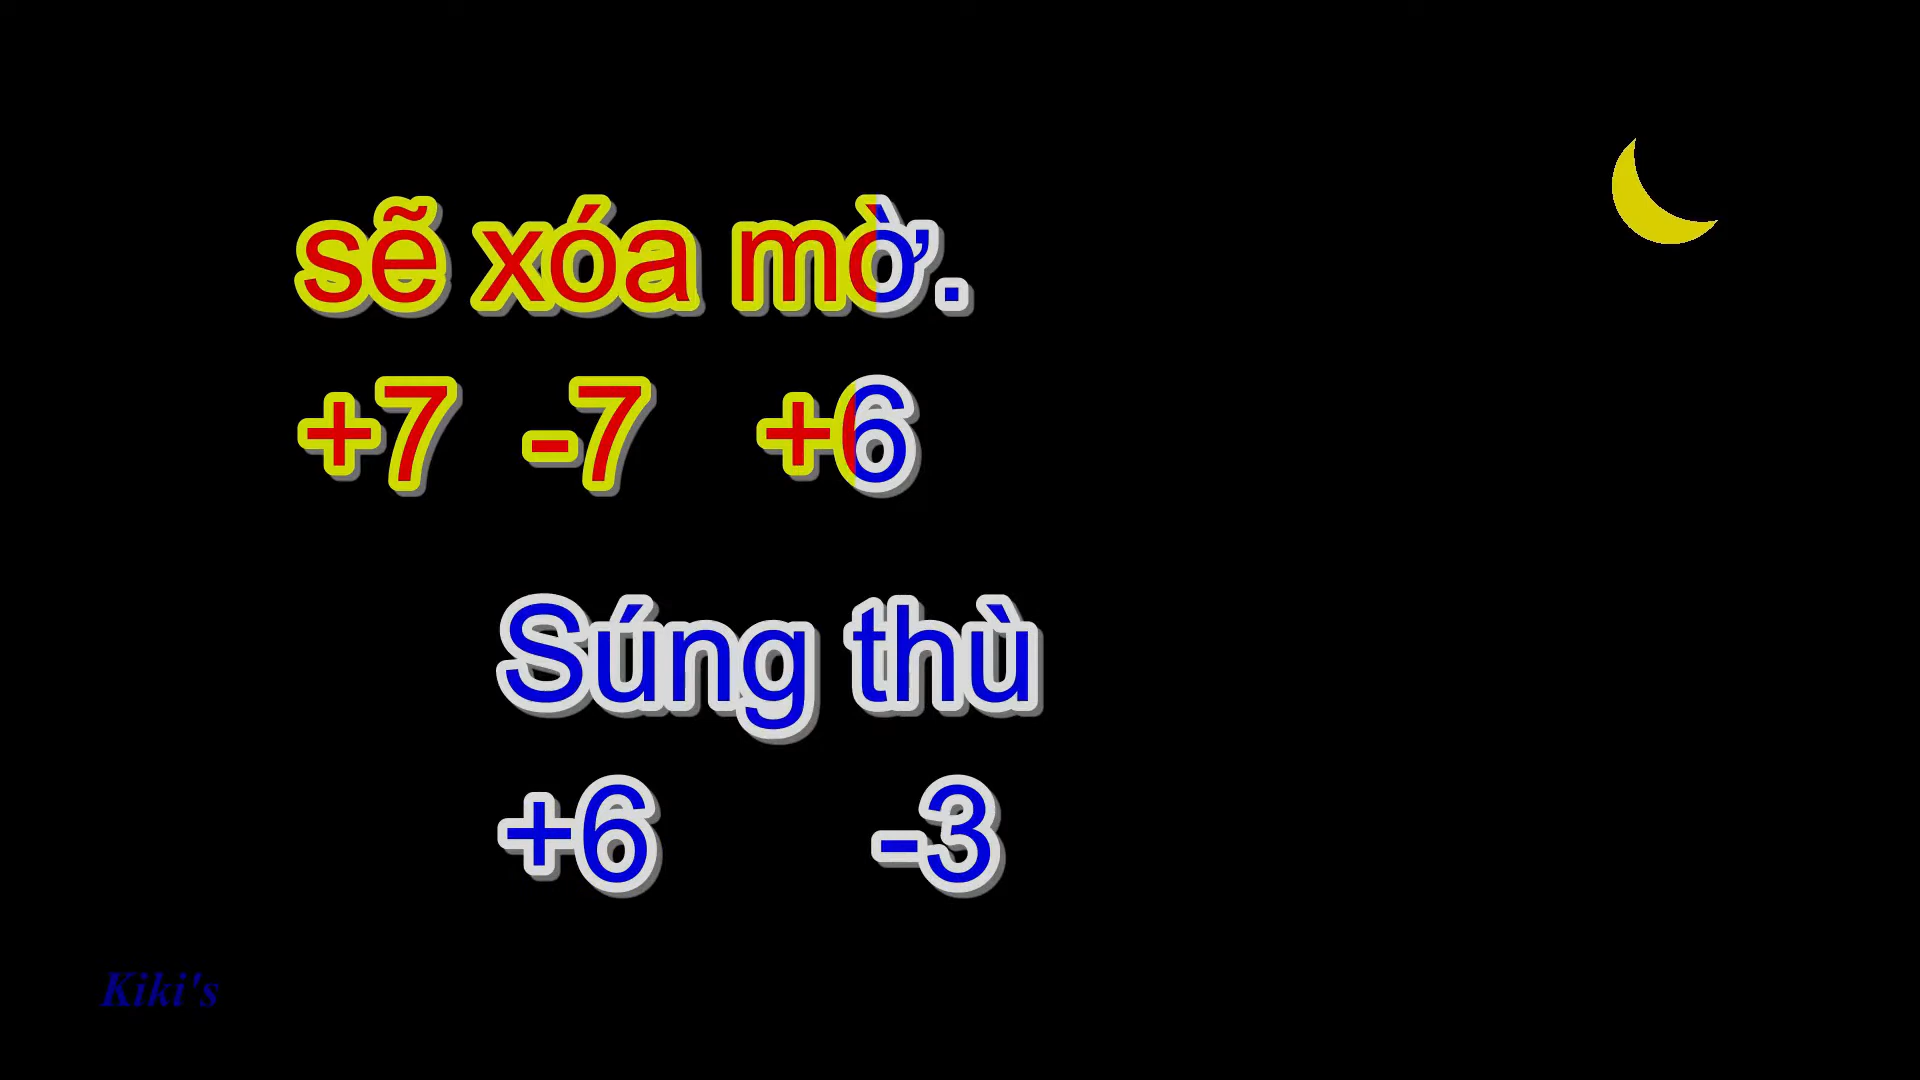 sẽ xóa mờ.
+7 -7 +6
Súng thù
+6 -3
Kiki's